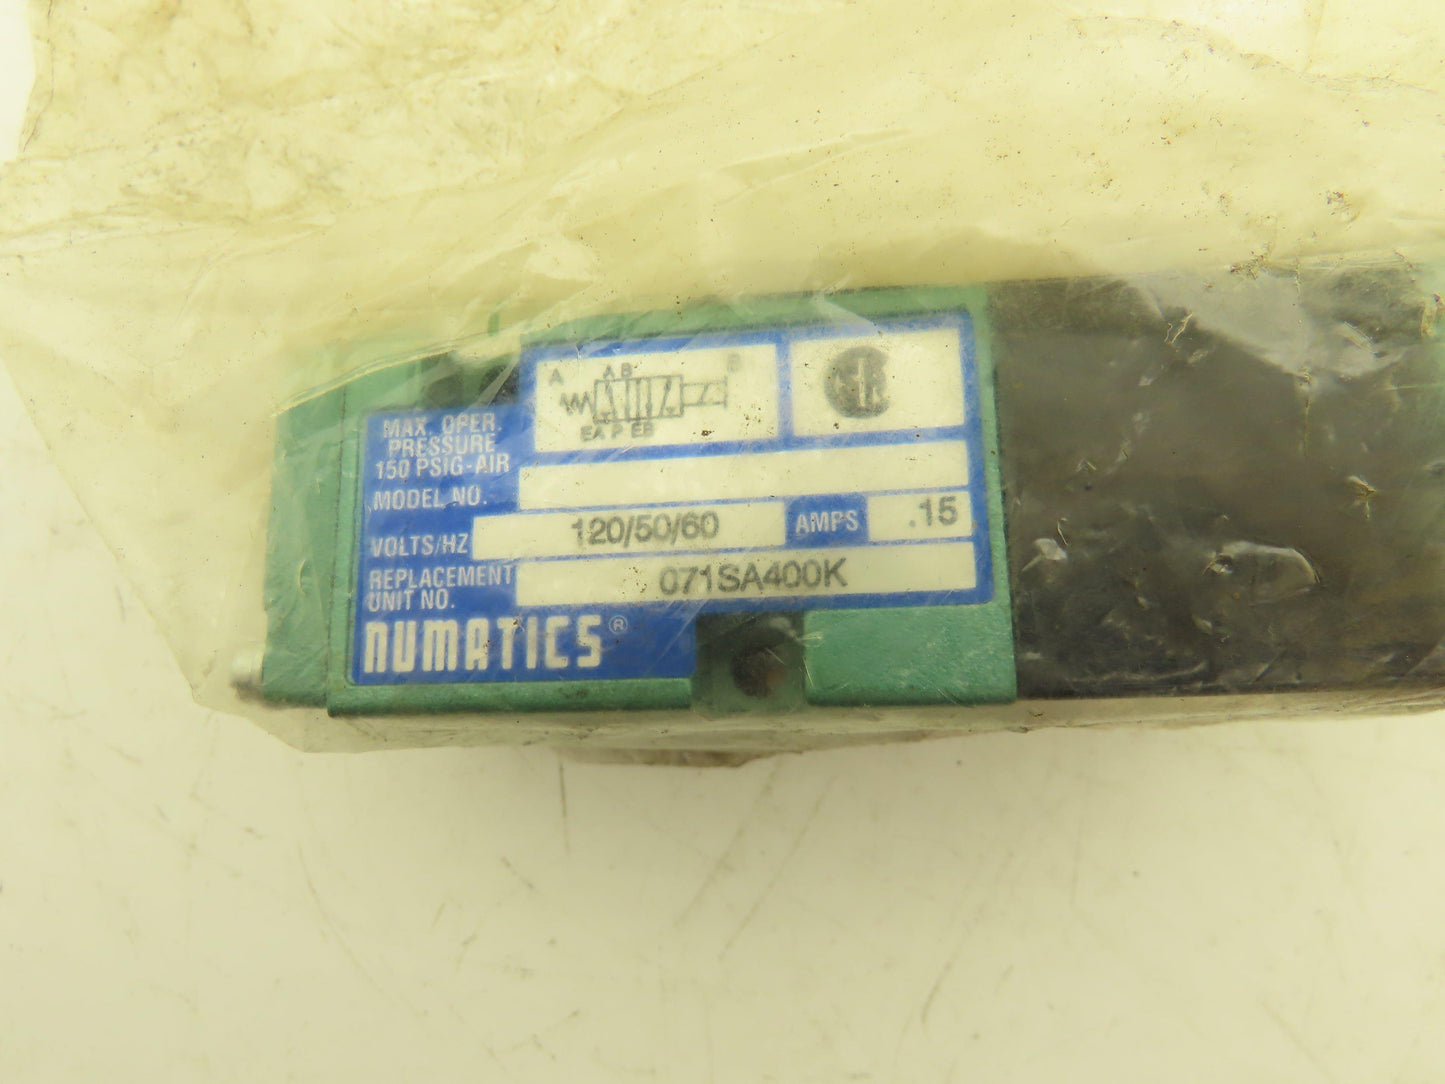 A A B B
EA P EB
MAX. OPER.
PRESSURE
150 PSIG-AIR
MODEL NO.
VOLTS/HZ 120/50/60 AMPS .15
REPLACEMENT
UNIT NO. 071SA400K
NUMATICS®